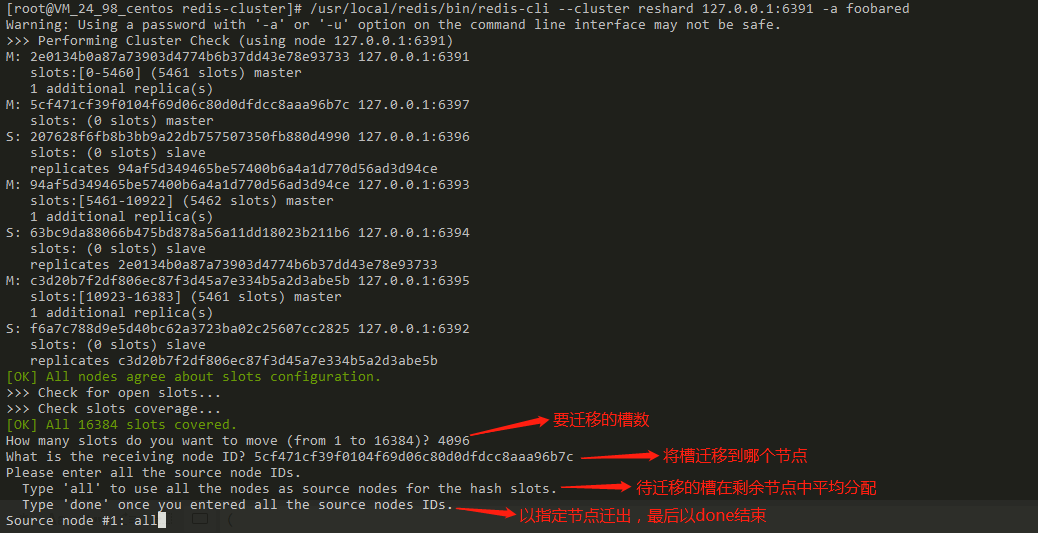 [root@VM_24_98_centos redis-cluster]# /usr/local/redis/bin/redis-cli --cluster reshard 127.0.0.1:6391 -a foobared
Warning: Using a password with '-a' or '-u' option on the command line interface may not be safe.
>>> Performing Cluster Check (using node 127.0.0.1:6391)
M: 2e0134b0a87a73903d4774b6b37dd43e78e93733 127.0.0.1:6391
   slots:[0-5460] (5461 slots) master
   1 additional replica(s)
M: 5cf471cf39f0104f69d06c80d0dfdcc8aaa96b7c 127.0.0.1:6397
   slots: (0 slots) master
S: 207628f6fb8b3bb9a22db757507350fb880d4990 127.0.0.1:6396
   slots: (0 slots) slave
   replicates 94af5d349465be57400b6a4a1d770d56ad3d94ce
M: 94af5d349465be57400b6a4a1d770d56ad3d94ce 127.0.0.1:6393
   slots:[5461-10922] (5462 slots) master
   1 additional replica(s)
S: 63bc9da88066b475bd878a56a11dd18023b211b6 127.0.0.1:6394
   slots: (0 slots) slave
   replicates 2e0134b0a87a73903d4774b6b37dd43e78e93733
M: c3d20b7f2df806ec87f3d45a7e334b5a2d3abe5b 127.0.0.1:6395
   slots:[10923-16383] (5461 slots) master
   1 additional replica(s)
S: f6a7c788d9e5d40bc62a3723ba02c25607cc2825 127.0.0.1:6392
   slots: (0 slots) slave
   replicates c3d20b7f2df806ec87f3d45a7e334b5a2d3abe5b
[OK] All nodes agree about slots configuration.
>>> Check for open slots...
>>> Check slots coverage...
[OK] All 16384 slots covered.
要迁移的槽数
How many slots do you want to move (from 1 to 16384)? 4096
What is the receiving node ID? 5cf471cf39f0104f69d06c80d0dfdcc8aaa96b7c
将槽迁移到哪个节点
Please enter all the source node IDs.
  Type 'all' to use all the nodes as source nodes for the hash slots.
待迁移的槽在剩余节点中平均分配
  Type 'done' once you entered all the source nodes IDs.
以指定节点迁出，最后以done结束
Source node #1: all